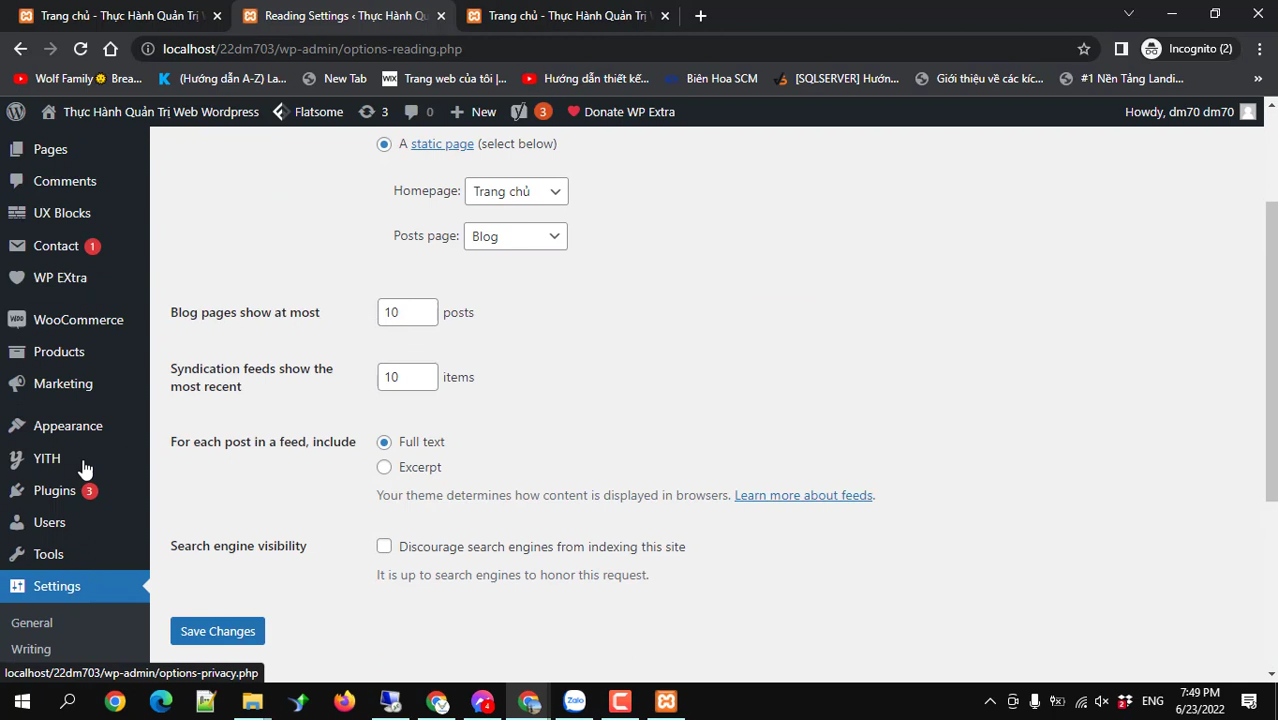 Trang chủ - Thực Hành Quản Trị V
Reading Settings ‹ Thực Hành Qu
Trang chủ - Thực Hành Quản Trị V
localhost/22dm703/wp-admin/options-reading.php
Incognito (2)
Wolf Family Brea...
(Hướng dẫn A-Z) La...
New Tab
WIX
Trang web của tôi |...
Hướng dẫn thiết kế...
Biên Hoa SCM
[SQLSERVER] Hướn...
Giới thiệu về các kíc...
#1 Nền Tảng Landi...
»
Thực Hành Quản Trị Web Wordpress
Flatsome
3
0
New
3
Donate WP Extra
Howdy, dm70 dm70
Pages
Comments
UX Blocks
Contact 1
WP EXtra
WooCommerce
Products
Marketing
Appearance
YITH
Plugins 3
Users
Tools
Settings
General
Writing
A static page (select below)
Homepage: Trang chủ
Posts page: Blog
Blog pages show at most 10 posts
Syndication feeds show the
most recent
10 items
For each post in a feed, include
Full text
Excerpt
Your theme determines how content is displayed in browsers. Learn more about feeds.
Search engine visibility
Discourage search engines from indexing this site
It is up to search engines to honor this request.
Save Changes
localhost/22dm703/wp-admin/options-privacy.php
4
Zalo
ENG
7:49 PM
6/23/2022
2